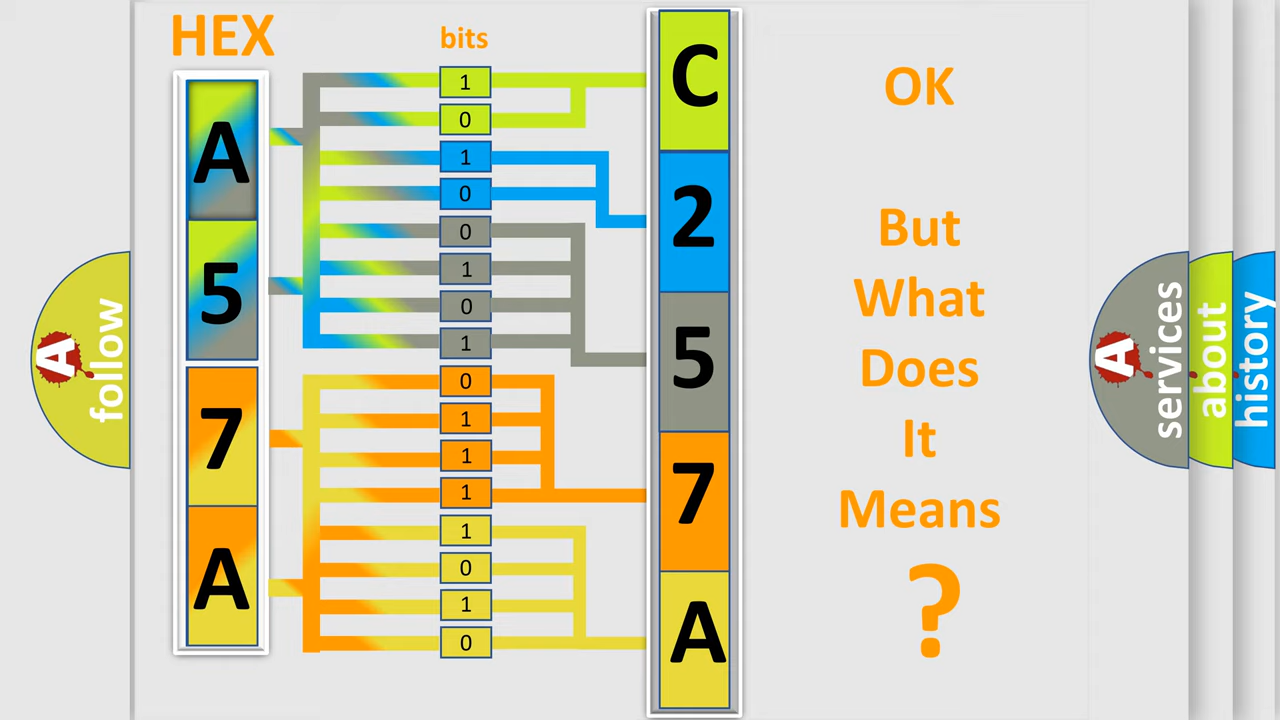 HEX
bits
A
5
7
A
1
0
1
0
0
1
0
1
0
1
1
1
1
0
1
0
C
2
5
7
A
OK
But
What
Does
It
Means
?
A
follow
A
services
about
history